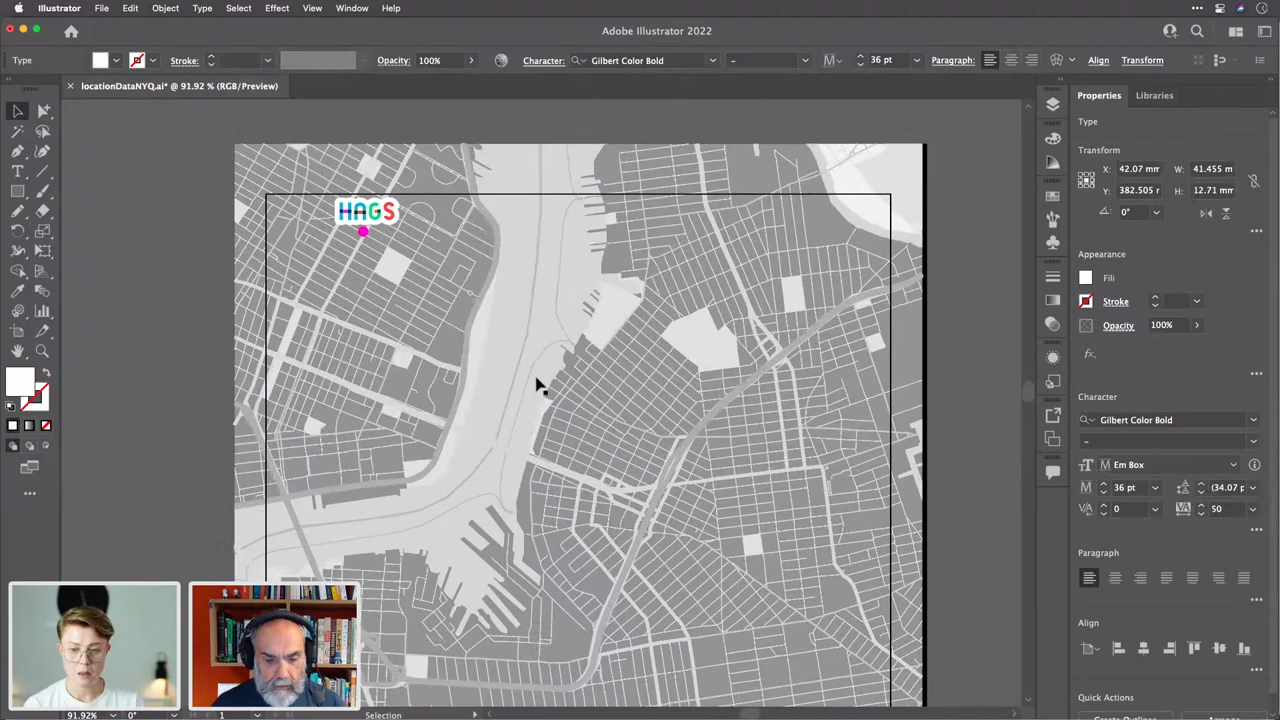 Illustrator File Edit Object Type Select Effect View Window Help
Adobe Illustrator 2022
Type Stroke: Opacity: 100% Character: Gilbert Color Bold – 36 pt Paragraph: Align Transform
× locationDataNYQ.ai* @ 91.92 % (RGB/Preview)
Properties Libraries
Type
Transform
X: 42.07 mm W: 41.455 m
Y: 382.505 r H: 12.71 mm
0°
HAGS
Appearance
Fill
Stroke
Opacity 100%
fx.
Character
Gilbert Color Bold
–
Em Box
36 pt (34.07 p
0 50
Paragraph
Align
Quick Actions
91.92% 0° 1 Selection